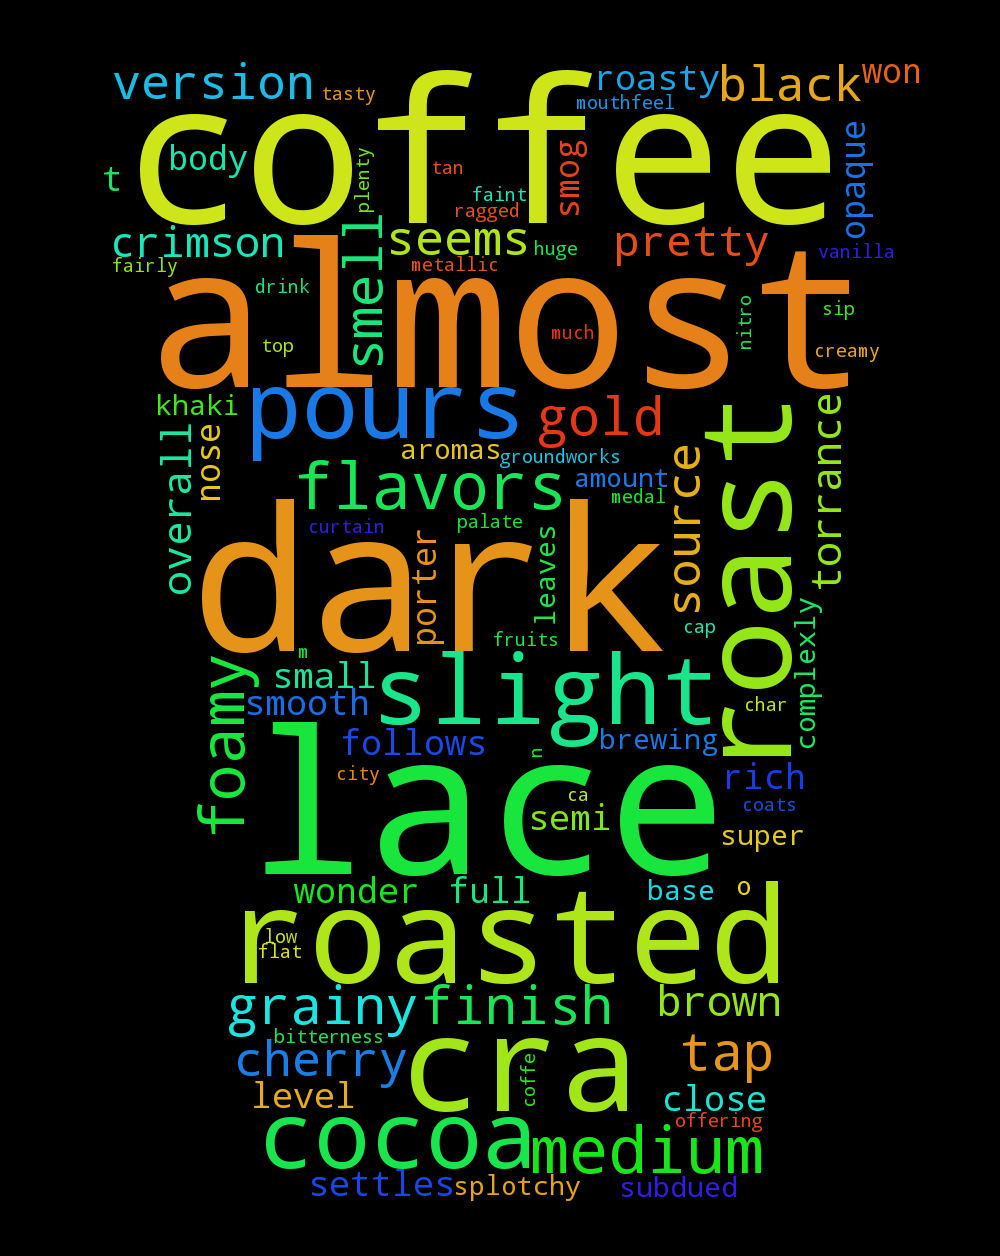 version
tasty
coffee
roasty
mouthfeel
black
won
t
body
plenty
tan
faint
ragged
smog
opaque
crimson
fairly
smell
seems
metallic
huge
pretty
vanilla
almost
drink
top
much
nitro
sip
creamy
khaki
pours
gold
roast
torrance
overall
nose
aromas
groundworks
flavors
amount
medal
source
curtain
palate
dark
porter
leaves
fruits
cap
complexly
m
small
smooth
foamy
slight
char
follows
brewing
n
lace
city
ca
semi
rich
coats
super
wonder
full
base
o
roasted
low
flat
grainy
finish
brown
bitterness
cherry
cra
coffe
tap
level
close
offering
cocoa
medium
settles
splotchy
subdued